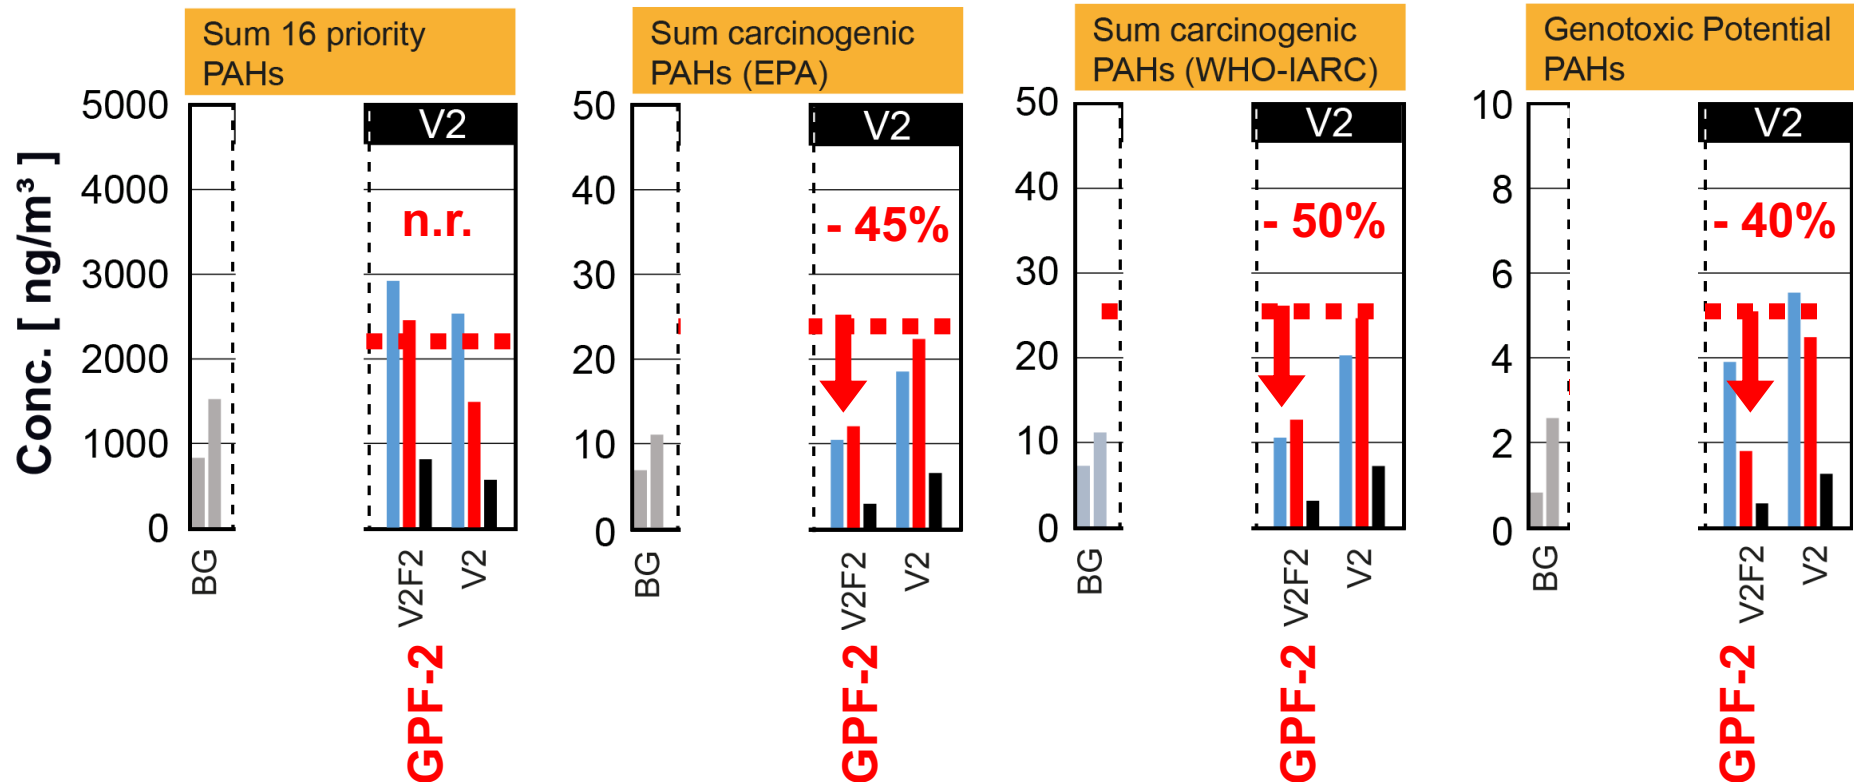 Sum 16 priority
PAHs
Sum carcinogenic
PAHs (EPA)
Sum carcinogenic
PAHs (WHO-IARC)
Genotoxic Potential
PAHs
Conc. [ ng/m³ ]
5000
4000
3000
2000
1000
0
V2
n.r.
BG
V2F2
V2
GPF-2
50
40
30
20
10
0
V2
- 45%
BG
V2F2
V2
GPF-2
50
40
30
20
10
0
V2
- 50%
BG
V2F2
V2
GPF-2
10
8
6
4
2
0
V2
- 40%
BG
V2F2
V2
GPF-2